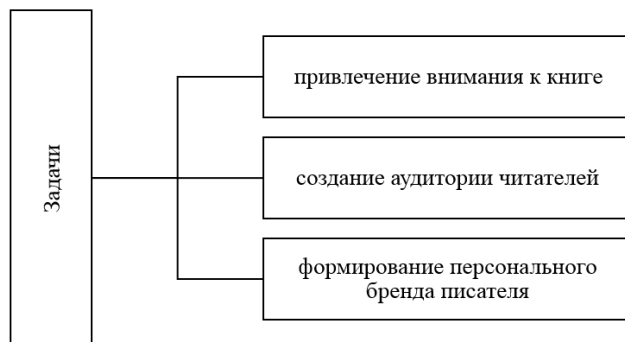 Задачи
привлечение внимания к книге
создание аудитории читателей
формирование персонального
бренда писателя